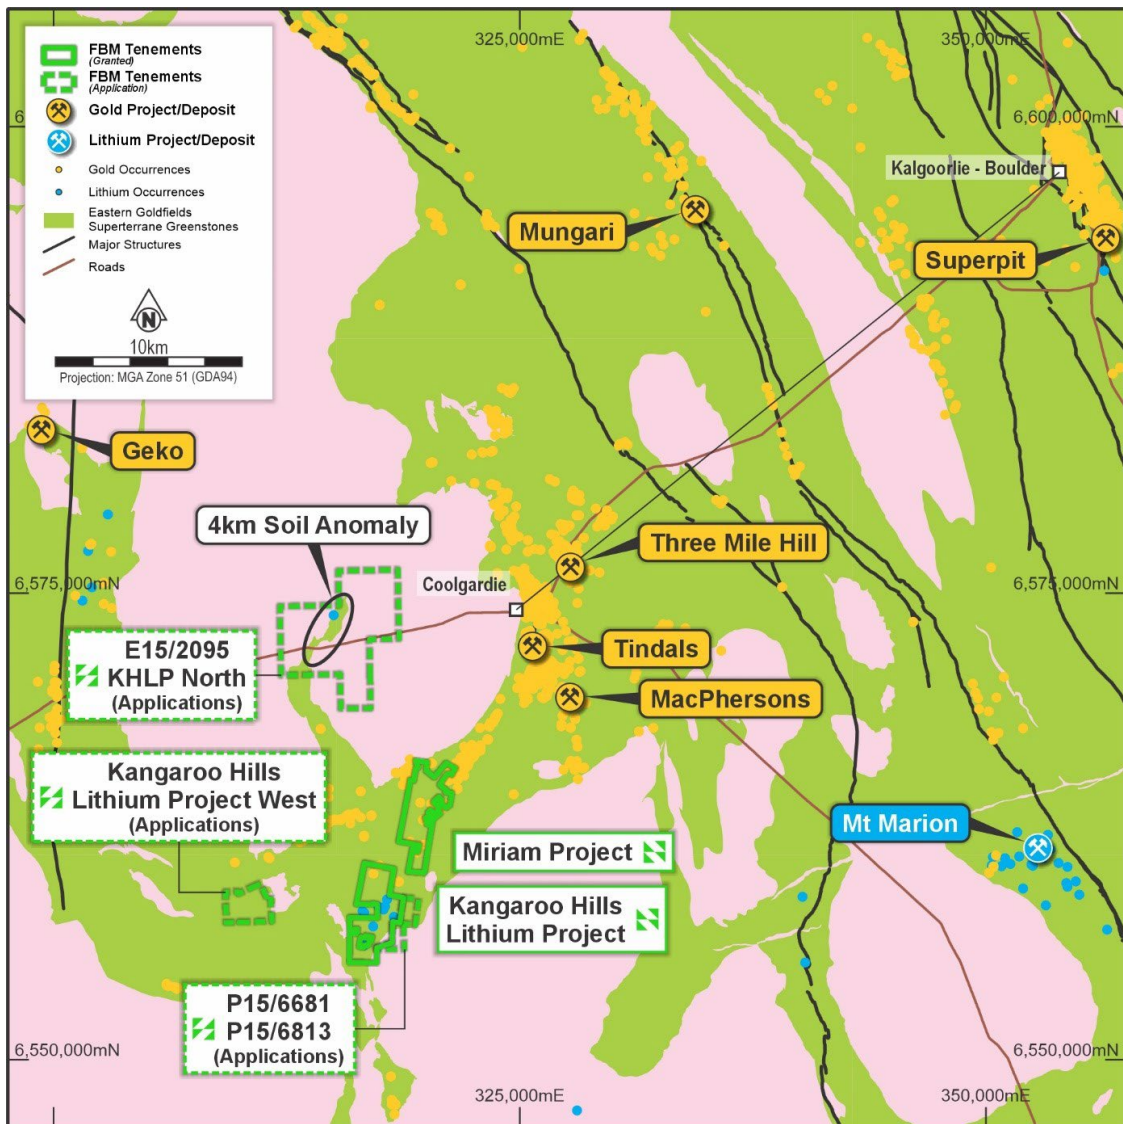 325,000mE
350,000mE
FBM Tenements
(Granted)
FBM Tenements
(Application)
Gold Project/Deposit
Lithium Project/Deposit
Gold Occurrences
Lithium Occurrences
Eastern Goldfields
Superterrane Greenstones
Major Structures
Roads
N
10km
Projection: MGA Zone 51 (GDA94)
6
6,600,000mN
Kalgoorlie - Boulder
Mungari
Superpit
Geko
4km Soil Anomaly
Three Mile Hill
6,575,000mN
6,575,000mN
Coolgardie
E15/2095
KHLP North
(Applications)
Tindals
MacPhersons
Kangaroo Hills
Lithium Project West
(Applications)
Mt Marion
Miriam Project
Kangaroo Hills
Lithium Project
P15/6681
P15/6813
(Applications)
6,550,000mN
6,550,000mN
325,000mE
350,000mE